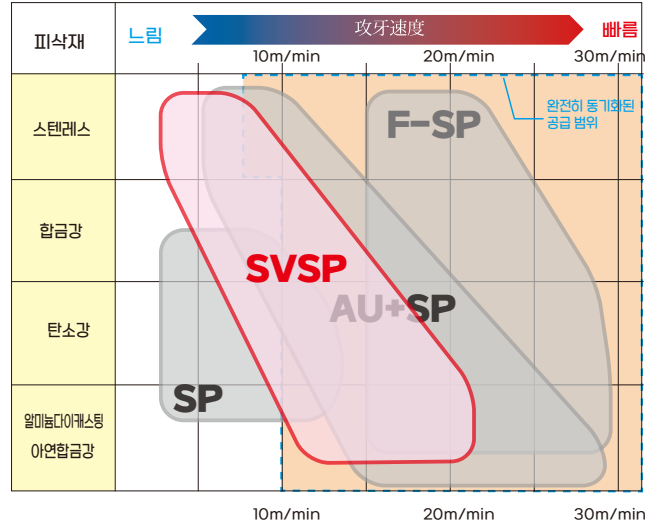 피삭재
느림
攻牙速度
빠름
10m/min
20m/min
30m/min
스텐레스
완전히 동기화된
공급 범위
F-SP
합금강
SVSP
AU+SP
탄소강
SP
알미늄다이캐스팅
아연합금강
10m/min
20m/min
30m/min